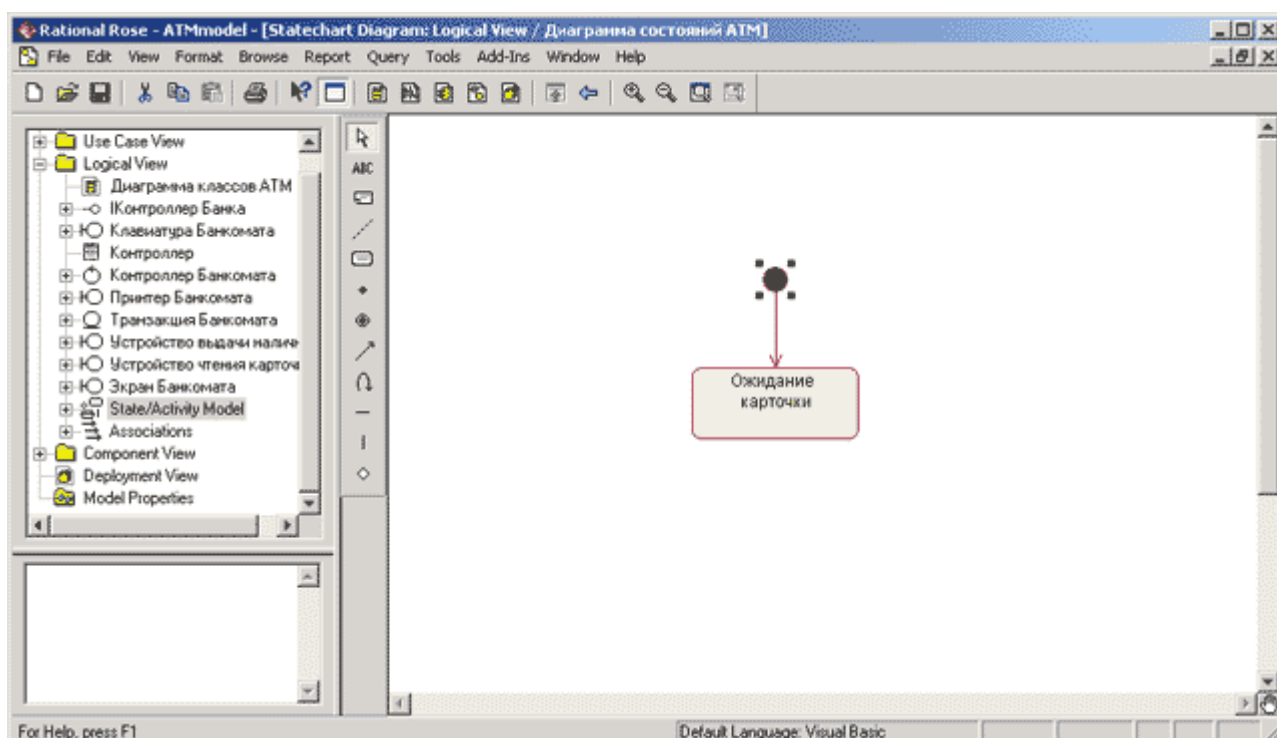 Rational Rose - ATMmodel - [Statechart Diagram: Logical View / Диаграмма состояний ATM]
File Edit View Format Browse Report Query Tools Add-Ins Window Help
Use Case View
Logical View
Диаграмма классов ATM
IКонтроллер Банка
Клавиатура Банкомата
Контроллер
Контроллер Банкомата
Принтер Банкомата
Транзакция Банкомата
Устройство выдачи наличн
Устройство чтения карточ
Экран Банкомата
State/Activity Model
Associations
Component View
Deployment View
Model Properties
ABC
Ожидание
карточки
For Help, press F1
Default Language: Visual Basic